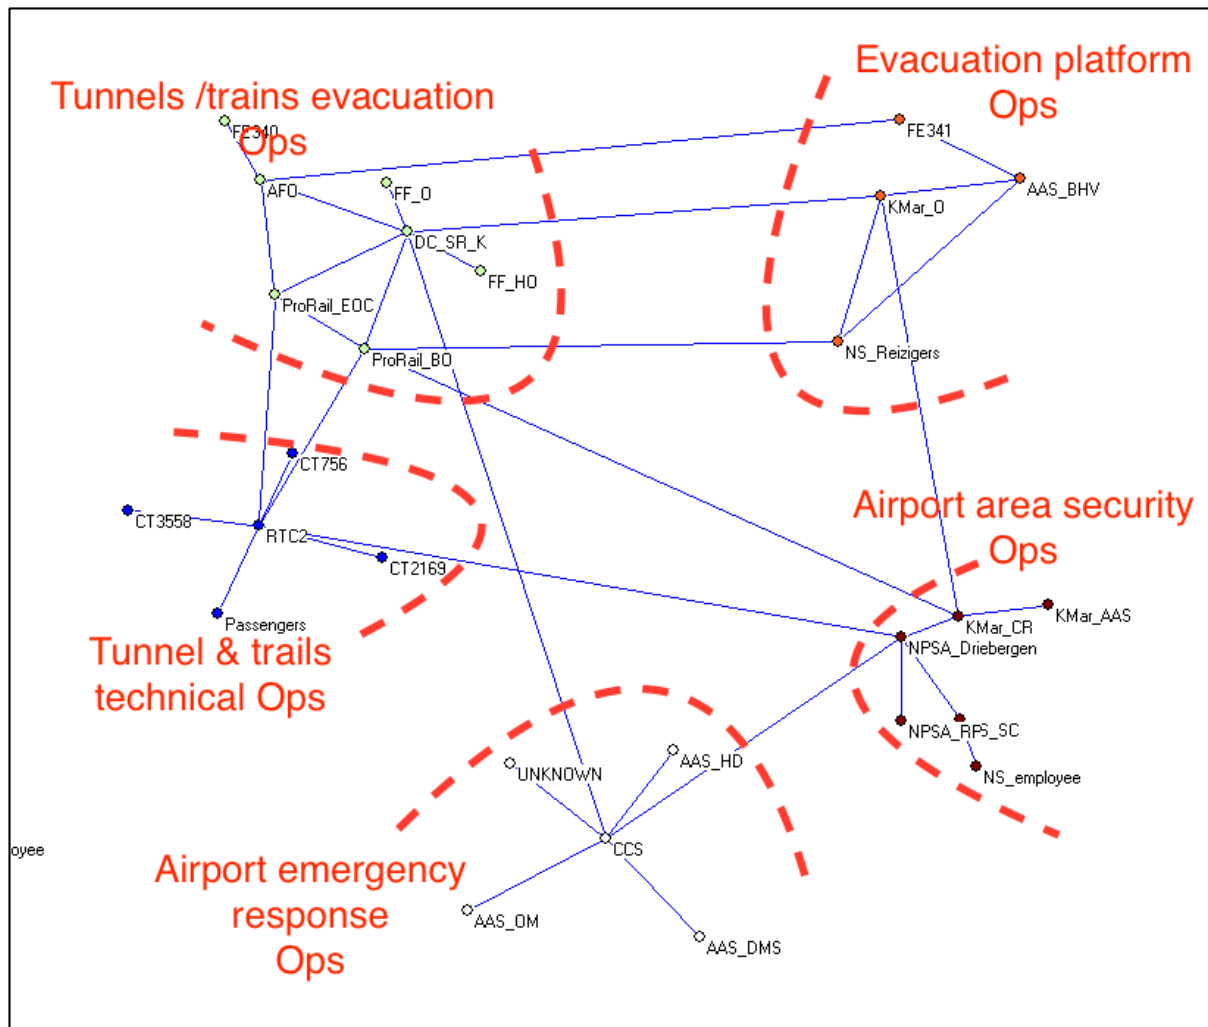 Evacuation platform
Ops
Tunnels /trains evacuation
Ops
FE340
FE341
AFO
FF_O
AAS_BHV
KMar_O
DC_SR_K
FF_HO
ProRail_EOC
ProRail_BO
NS_Reizigers
CT756
Airport area security
Ops
CT3558
RTC2
CT2169
Passengers
KMar_AAS
KMar_CR
NPSA_Driebergen
Tunnel & trails
technical Ops
NPSA_RPS_SC
AAS_HD
UNKNOWN
NS_employee
CCS
oyee
Airport emergency
response
Ops
AAS_OM
AAS_DMS